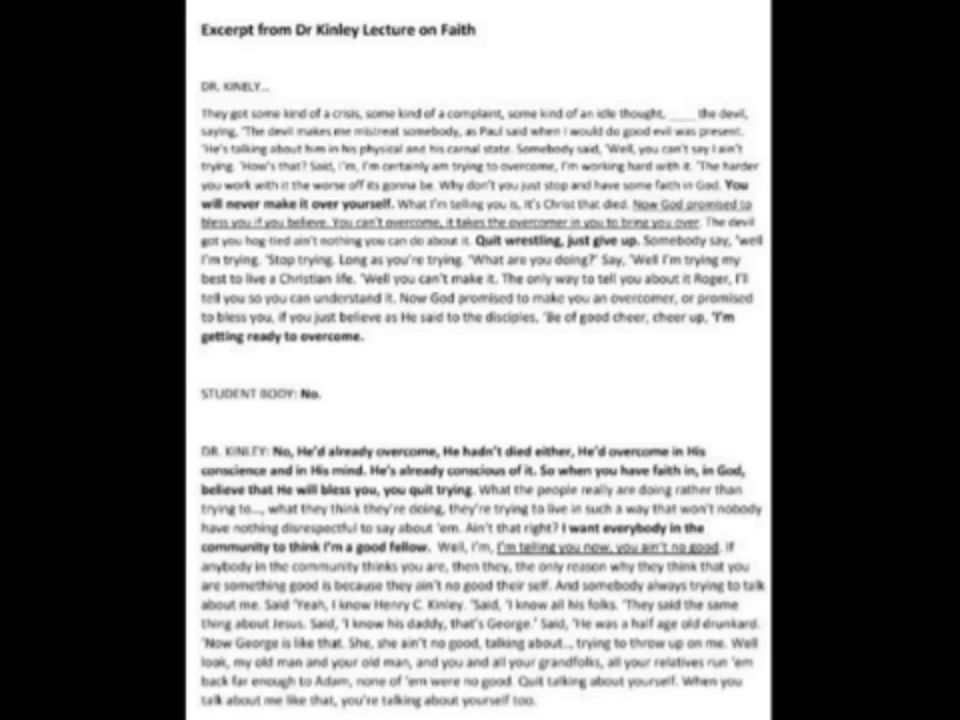 Excerpt from Dr Kinley Lecture on Faith
DR. KINELY...
They got some kind of a crisis, some kind of a complaint, some kind of an idle thought, ____ the devil,
saying, 'The devil makes me mistreat somebody, as Paul said when I would do good evil was present.
'He's talking about him in his physical and his carnal state. Somebody said, 'Well, you can't say I ain't
trying. 'How's that? Said, I'm, I'm certainly am trying to overcome, I'm working hard with it. 'The harder
you work with it the worse off its gonna be. Why don't you just stop and have some faith in God. You
will never make it over yourself. What I'm telling you is, it's Christ that died. Now God promised to
bless you if you believe. You can't overcome, it takes the overcomer in you to bring you over. The devil
got you hog-tied ain't nothing you can do about it. Quit wrestling, just give up. Somebody say, 'well
I'm trying. 'Stop trying. Long as you're trying. 'What are you doing?' Say, 'Well I'm trying my
best to live a Christian life. 'Well you can't make it. The only way to tell you about it Roger, I'll
tell you so you can understand it. Now God promised to make you an overcomer, or promised
to bless you, if you just believe as He said to the disciples, 'Be of good cheer, cheer up, 'I'm
getting ready to overcome.
STUDENT BODY: No.
DR. KINLEY: No, He'd already overcome, He hadn't died either, He'd overcome in His
conscience and in His mind. He's already conscious of it. So when you have faith in, in God,
believe that He will bless you, you quit trying. What the people really are doing rather than
trying to..., what they think they're doing, they're trying to live in such a way that won't nobody
have nothing disrespectful to say about 'em. Ain't that right? I want everybody in the
community to think I'm a good fellow. Well, I'm, I'm telling you now, you ain't no good. If
anybody in the community thinks you are, then they, the only reason why they think that you
are something good is because they ain't no good their self. And somebody always trying to talk
about me. Said 'Yeah, I know Henry C. Kinley. 'Said, 'I know all his folks. 'They said the same
thing about Jesus. Said, 'I know his daddy, that's George.' Said, 'He was a half age old drunkard.
'Now George is like that. She, she ain't no good, talking about.., trying to throw up on me. Well
look, my old man and your old man, and you and all your grandfolks, all your relatives run 'em
back far enough to Adam, none of 'em were no good. Quit talking about yourself. When you
talk about me like that, you're talking about yourself too.